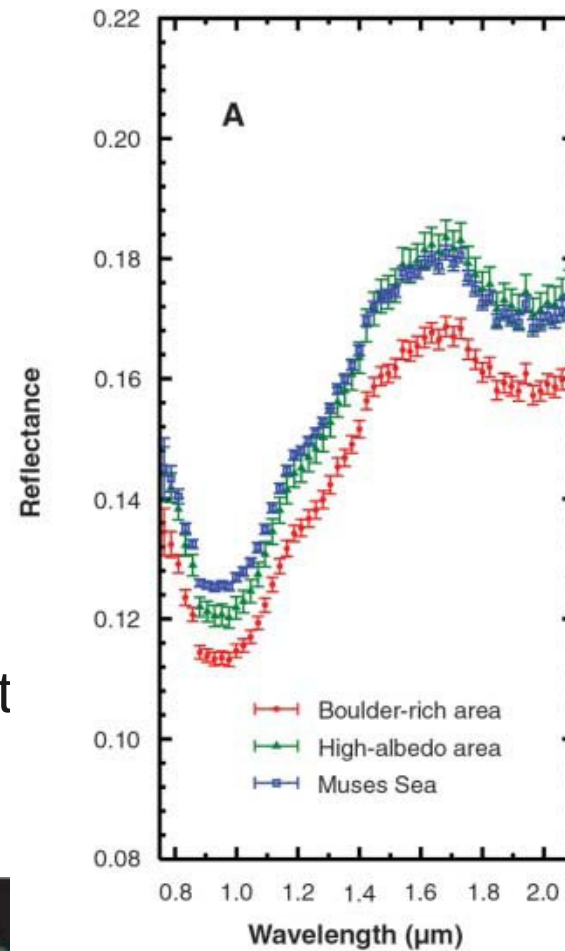 0.22
A
0.20
0.18
0.16
0.14
0.12
0.10
0.08
Reflectance
t
Boulder-rich area
High-albedo area
Muses Sea
0.8 1.0 1.2 1.4 1.6 1.8 2.0
Wavelength (μm)